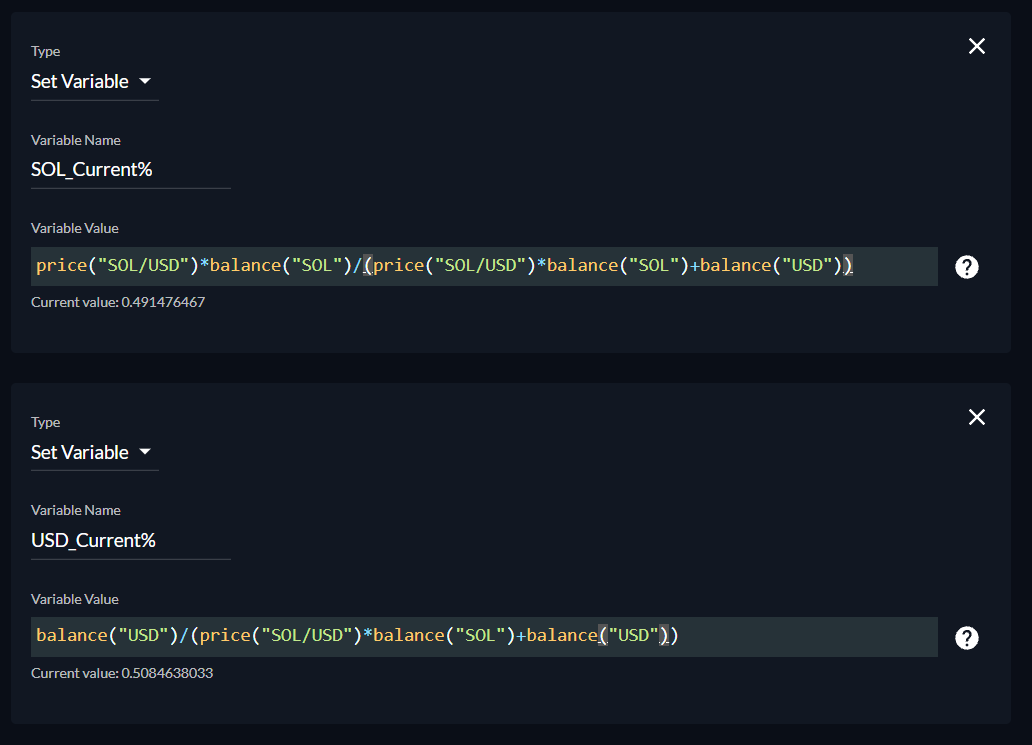 Type
Set Variable
Variable Name
SOL_Current%
Variable Value
price("SOL/USD")*balance("SOL")/(price("SOL/USD")*balance("SOL")+balance("USD"))
?
Current value: 0.491476467
Type
Set Variable
Variable Name
USD_Current%
Variable Value
balance("USD")/(price("SOL/USD")*balance("SOL")+balance("USD"))
?
Current value: 0.5084638033